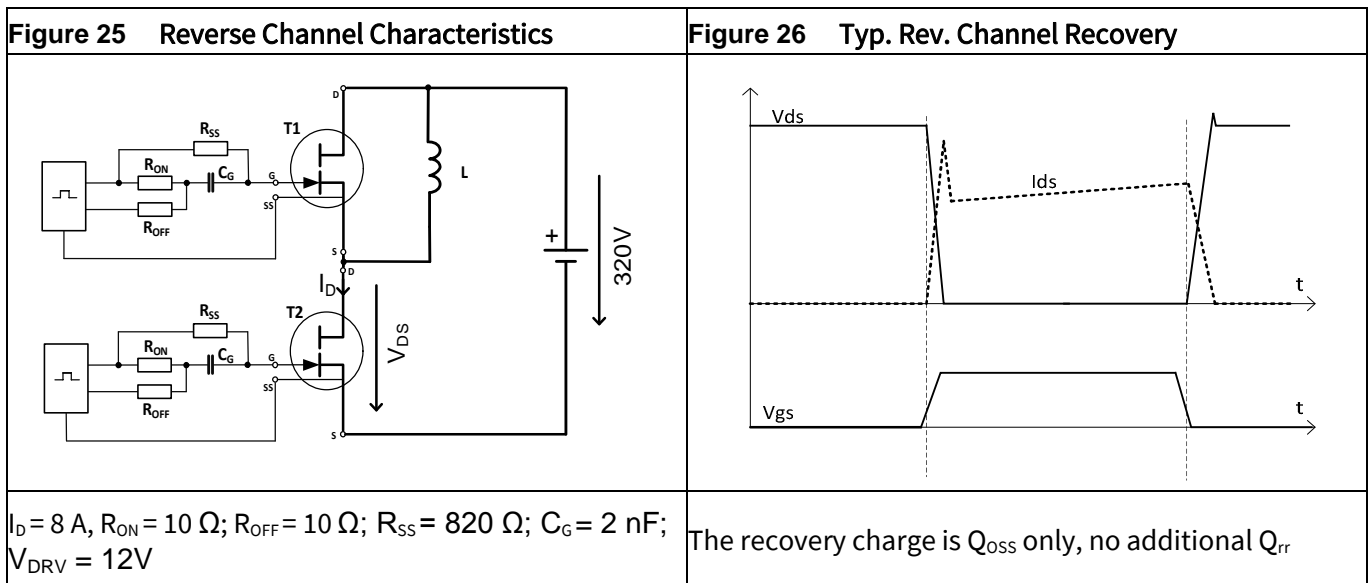 Figure 25 Reverse Channel Characteristics
Figure 26 Typ. Rev. Channel Recovery
D
RSS
T1
RON
CG
G
L
SS
ROFF
S
D
+
320V
ID
RSS
T2
VDS
RON
CG
G
SS
ROFF
S
Vds
Ids
t
Vgs
t
ID = 8 A, RON = 10 Ω; ROFF = 10 Ω; RSS = 820 Ω; CG = 2 nF;
VDRV = 12V
The recovery charge is QOSS only, no additional Qrr